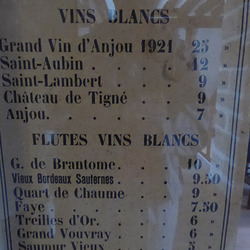 VINS BLANCS
Grand Vin d'Anjou 1921 25 »
Saint-Aubin . . . . 12 »
Saint-Lambert . . . 9 »
Château de Tigné . . 9 »
Anjou. . . . . . 7 »
FLUTES VINS BLANCS
G. de Brantome. . . 10 »
Vieux Bordeaux Sauternes . 9.50
Quart de Chaume . . 9 »
Faye . . . . . . 7.50
Treilles d'Or. . . . 6 »
Grand Vouvray . . . 6 »
Saumur Vieux . . . 5 »